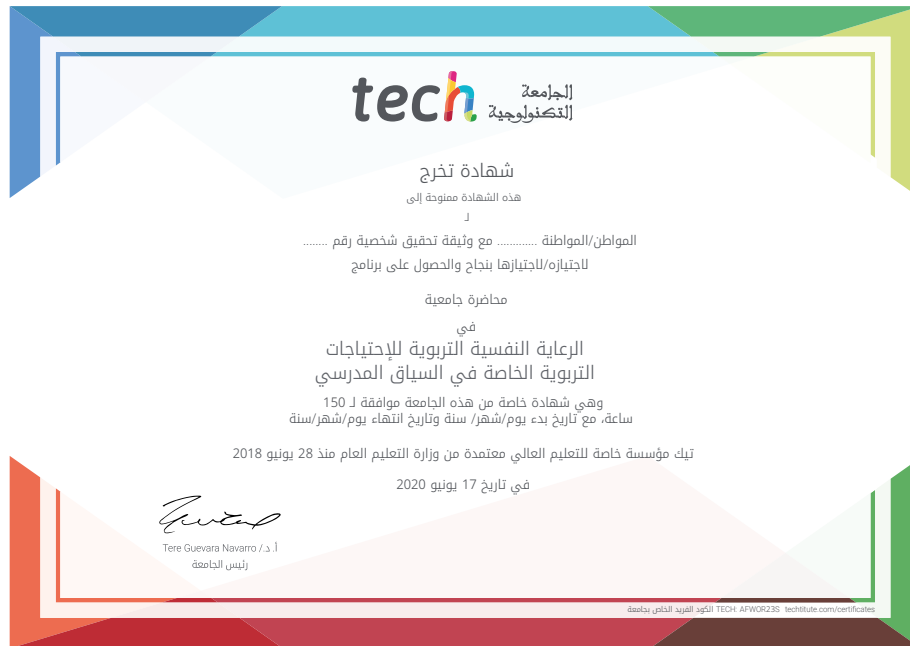 tech الجامعة
التكنولوجية
شهادة تخرج
هذه الشهادة ممنوحة إلى
لـ
المواطن/المواطنة ............ مع وثيقة تحقيق شخصية رقم ........
لاجتيازه/لاجتيازها بنجاح والحصول على برنامج
محاضرة جامعية
في
الرعاية النفسية التربوية للإحتياجات
التربوية الخاصة في السياق المدرسي
وهي شهادة خاصة من هذه الجامعة موافقة لـ 150
ساعة، مع تاريخ بدء يوم/شهر/ سنة وتاريخ انتهاء يوم/شهر/سنة
تيك مؤسسة خاصة للتعليم العالي معتمدة من وزارة التعليم العام منذ 28 يونيو 2018
في تاريخ 17 يونيو 2020
أ. د./ Tere Guevara Navarro
رئيس الجامعة
الكود الفريد الخاص بجامعة TECH: AFWOR23S techtitute.com/certificates